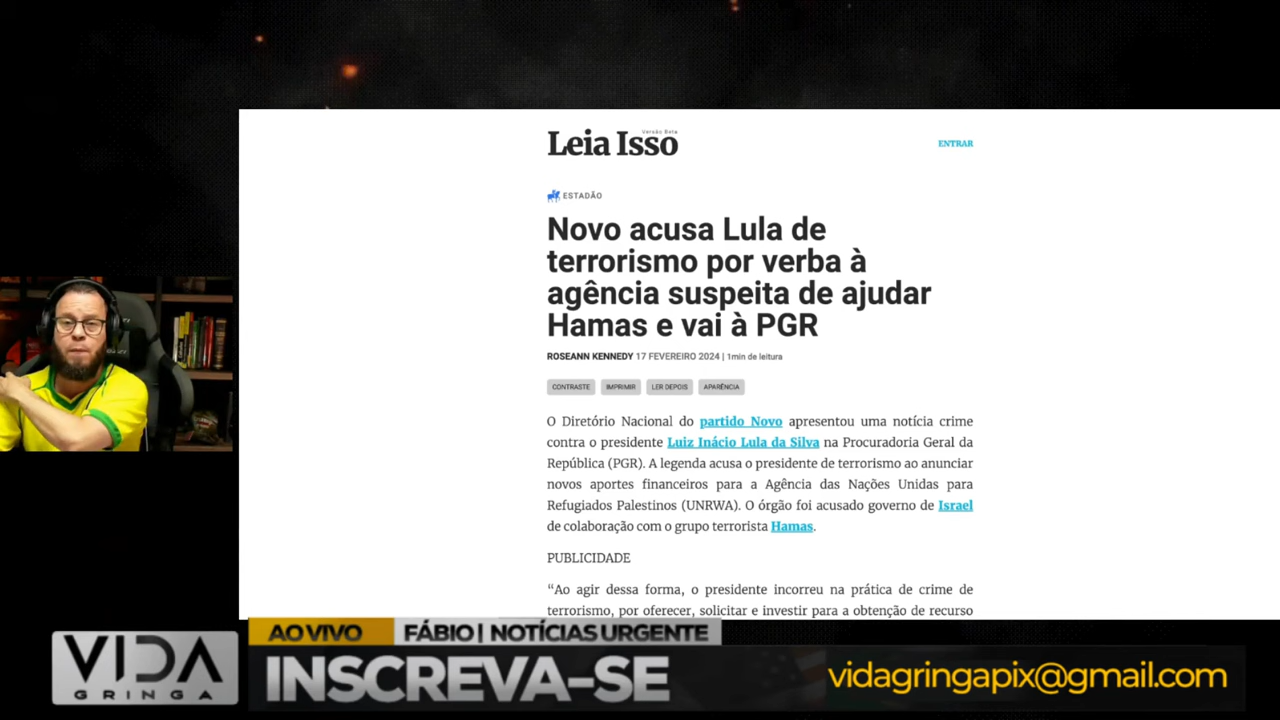 Leia Isso
Versão Beta
ENTRAR
ESTADÃO
Novo acusa Lula de
terrorismo por verba à
agência suspeita de ajudar
Hamas e vai à PGR
ROSEANN KENNEDY 17 FEVEREIRO 2024 | 1min de leitura
CONTRASTE IMPRIMIR LER DEPOIS APARÊNCIA
O Diretório Nacional do partido Novo apresentou uma notícia crime
contra o presidente Luiz Inácio Lula da Silva na Procuradoria Geral da
República (PGR). A legenda acusa o presidente de terrorismo ao anunciar
novos aportes financeiros para a Agência das Nações Unidas para
Refugiados Palestinos (UNRWA). O órgão foi acusado governo de Israel
de colaboração com o grupo terrorista Hamas.
PUBLICIDADE
“Ao agir dessa forma, o presidente incorreu na prática de crime de
terrorismo, por oferecer, solicitar e investir para a obtenção de recurso
AO VIVO FÁBIO | NOTÍCIAS URGENTE
VIDA
GRINGA
INSCREVA-SE
vidagringapix@gmail.com